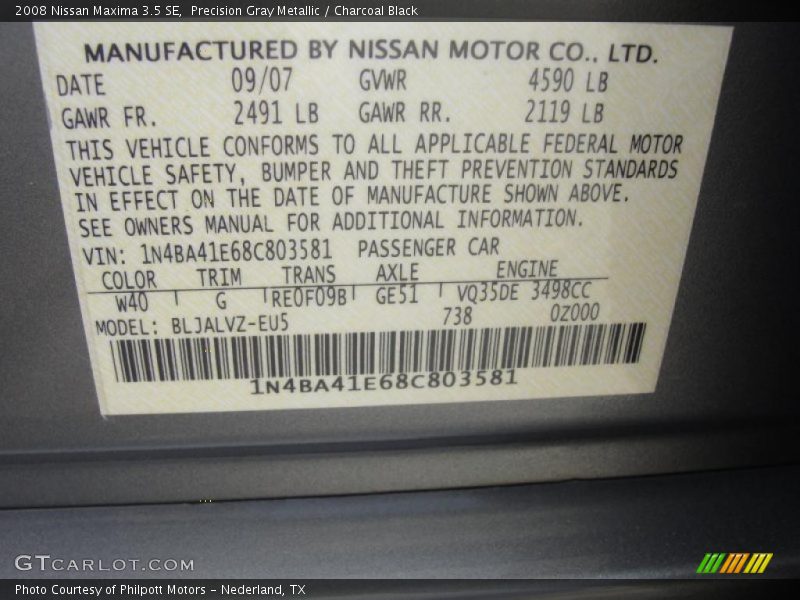 2008 Nissan Maxima 3.5 SE, Precision Gray Metallic / Charcoal Black
MANUFACTURED BY NISSAN MOTOR CO., LTD.
DATE 09/07 GVWR 4590 LB
GAWR FR. 2491 LB GAWR RR. 2119 LB
THIS VEHICLE CONFORMS TO ALL APPLICABLE FEDERAL MOTOR
VEHICLE SAFETY, BUMPER AND THEFT PREVENTION STANDARDS
IN EFFECT ON THE DATE OF MANUFACTURE SHOWN ABOVE.
SEE OWNERS MANUAL FOR ADDITIONAL INFORMATION.
VIN: 1N4BA41E68C803581 PASSENGER CAR
COLOR TRIM TRANS AXLE ENGINE
W40 G RE0F09B GE51 VQ35DE 3498CC
MODEL: BLJALVZ-EU5 738 0Z000
1N4BA41E68C803581
GTCARLOT.COM
Photo Courtesy of Philpott Motors - Nederland, TX